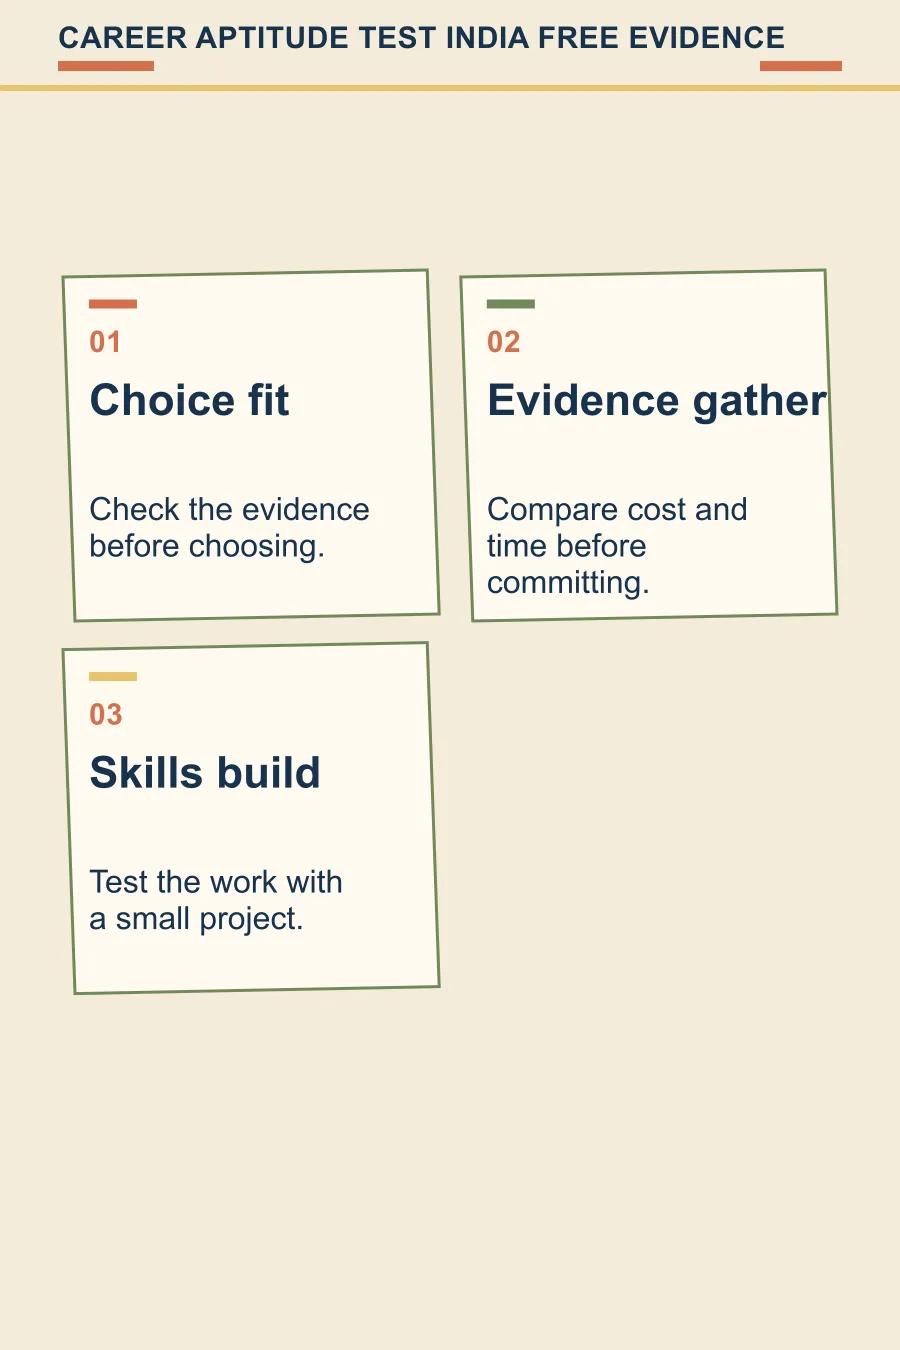 CAREER APTITUDE TEST INDIA FREE EVIDENCE
01
Choice fit
Check the evidence
before choosing.
02
Evidence gather
Compare cost and
time before
committing.
03
Skills build
Test the work with
a small project.